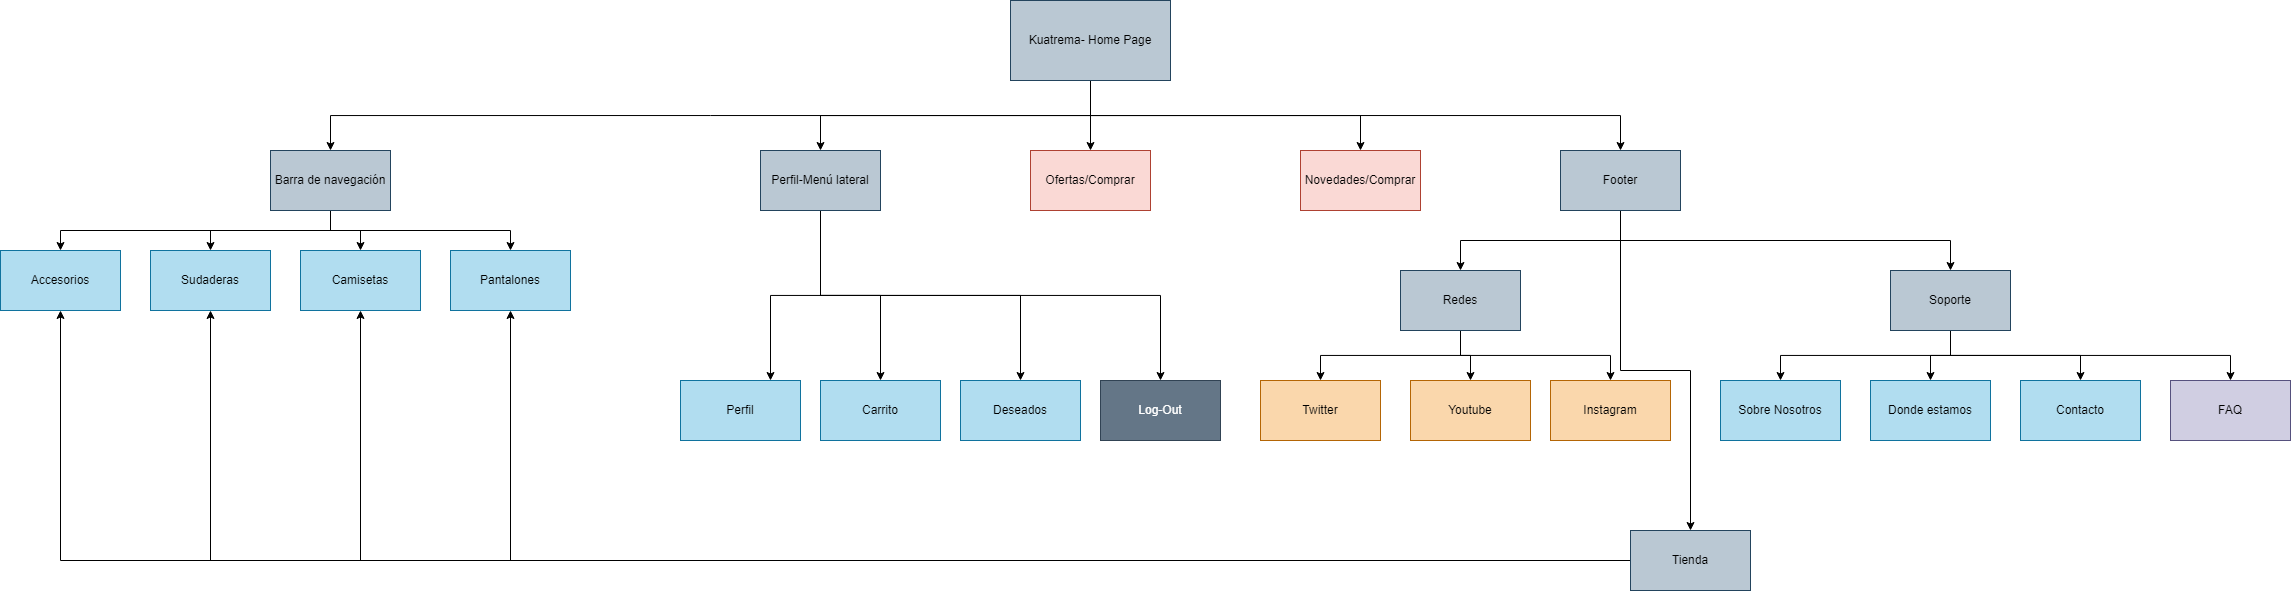 Kuatrema- Home Page
Barra de navegación
Perfil-Menú lateral
Ofertas/Comprar
Novedades/Comprar
Footer
Accesorios
Sudaderas
Camisetas
Pantalones
Redes
Soporte
Perfil
Carrito
Deseados
Log-Out
Twitter
Youtube
Instagram
Sobre Nosotros
Donde estamos
Contacto
FAQ
Tienda